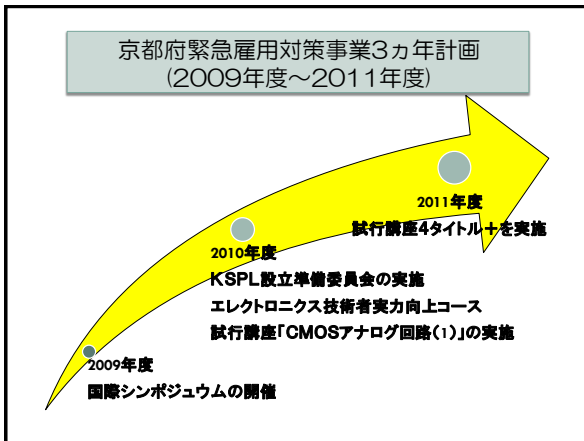 京都府緊急雇用対策事業3ヵ年計画
(2009年度～2011年度)
2011年度
試行講座4タイトル＋を実施
2010年度
KSPL設立準備委員会の実施
エレクトロニクス技術者実力向上コース
試行講座「CMOSアナログ回路(1)」の実施
2009年度
国際シンポジュウムの開催